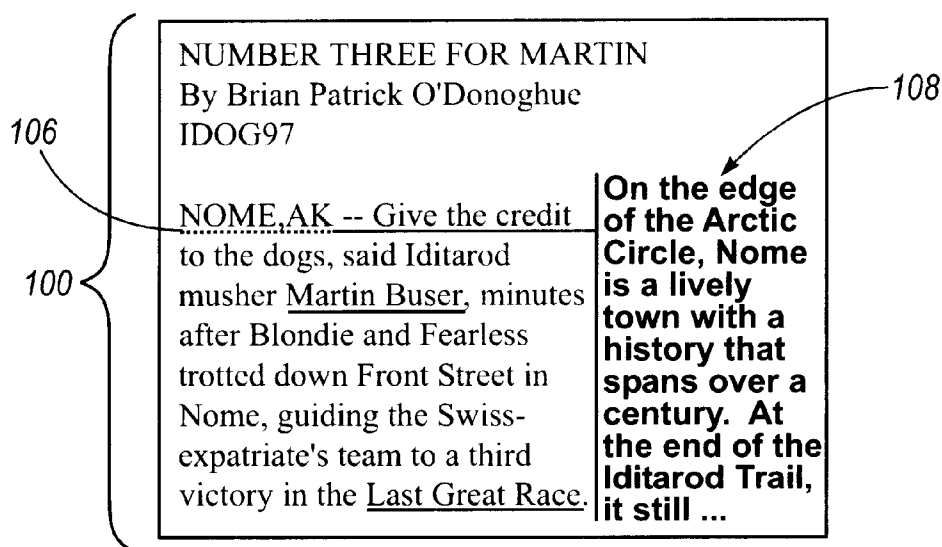 NUMBER THREE FOR MARTIN
By Brian Patrick O'Donoghue
IDOG97
106
108
100
NOME,AK -- Give the credit
to the dogs, said Iditarod
musher Martin Buser, minutes
after Blondie and Fearless
trotted down Front Street in
Nome, guiding the Swiss-
expatriate's team to a third
victory in the Last Great Race.
On the edge
of the Arctic
Circle, Nome
is a lively
town with a
history that
spans over a
century. At
the end of the
Iditarod Trail,
it still ...